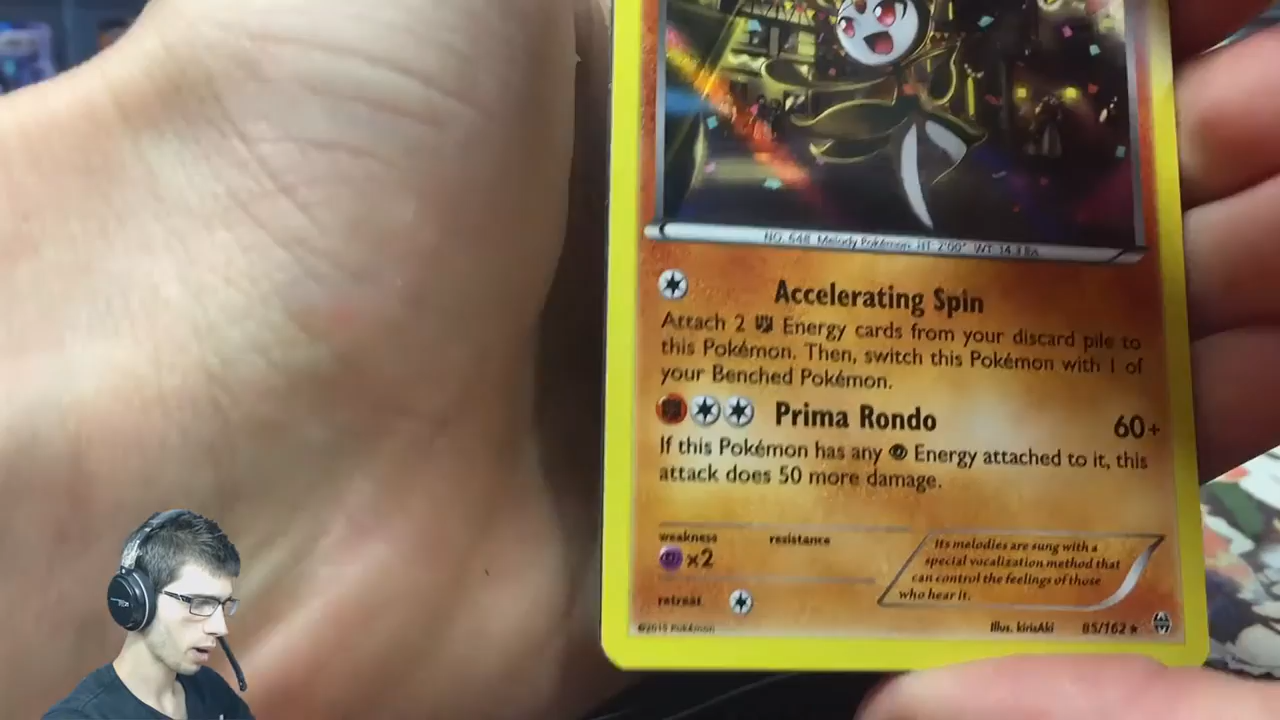 NO. 648 Melody Pokémon HT: 2'00" WT: 14.3 lbs.
Accelerating Spin
Attach 2 Energy cards from your discard pile to
this Pokémon. Then, switch this Pokémon with 1 of
your Benched Pokémon.
Prima Rondo 60+
If this Pokémon has any Energy attached to it, this
attack does 50 more damage.
weakness resistance
×2
Its melodies are sung with a
special vocalization method that
can control the feelings of those
who hear it.
retreat
©2015 Pokémon
Illus. kirisAki 85/162